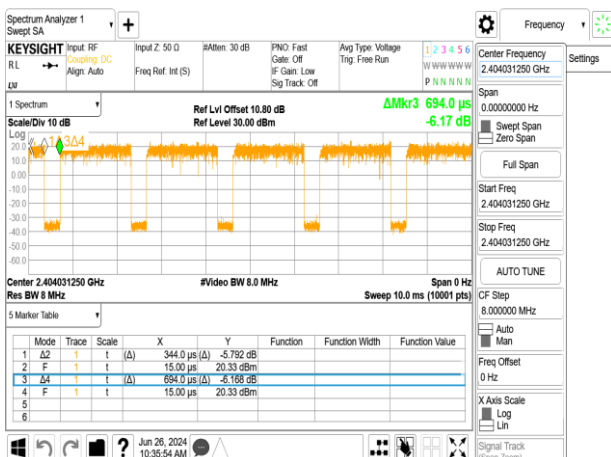 Spectrum Analyzer 1
Swept SA
+
Frequency
KEYSIGHT
RL
LXI
Input: RF
Coupling: DC
Align: Auto
Input Z: 50 Ω
Freq Ref: Int (S)
#Atten: 30 dB
PNO: Fast
Gate: Off
IF Gain: Low
Sig Track: Off
Avg Type: Voltage
Trig: Free Run
1 2 3 4 5 6
W W W W W W
P N N N N N
1 Spectrum
Scale/Div 10 dB
Ref Lvl Offset 10.80 dB
Ref Level 30.00 dBm
ΔMkr3 694.0 µs
-6.17 dB
Log
20.0
10.0
0.00
-10.0
-20.0
-30.0
-40.0
-50.0
-60.0
3Δ4
Center 2.404031250 GHz
Res BW 8 MHz
#Video BW 8.0 MHz
Span 0 Hz
Sweep 10.0 ms (10001 pts)
5 Marker Table
Mode Trace Scale X Y Function Function Width Function Value
1 Δ2 1 t (Δ) 344.0 µs (Δ) -5.792 dB
2 F 1 t 15.00 µs 20.33 dBm
3 Δ4 1 t (Δ) 694.0 µs (Δ) -6.168 dB
4 F 1 t 15.00 µs 20.33 dBm
5
6
?
Jun 26, 2024
10:35:54 AM
Center Frequency
2.404031250 GHz
Settings
Span
0.00000000 Hz
Swept Span
Zero Span
Full Span
Start Freq
2.404031250 GHz
Stop Freq
2.404031250 GHz
AUTO TUNE
CF Step
8.000000 MHz
Auto
Man
Freq Offset
0 Hz
X Axis Scale
Log
Lin
Signal Track
(Span Zoom)